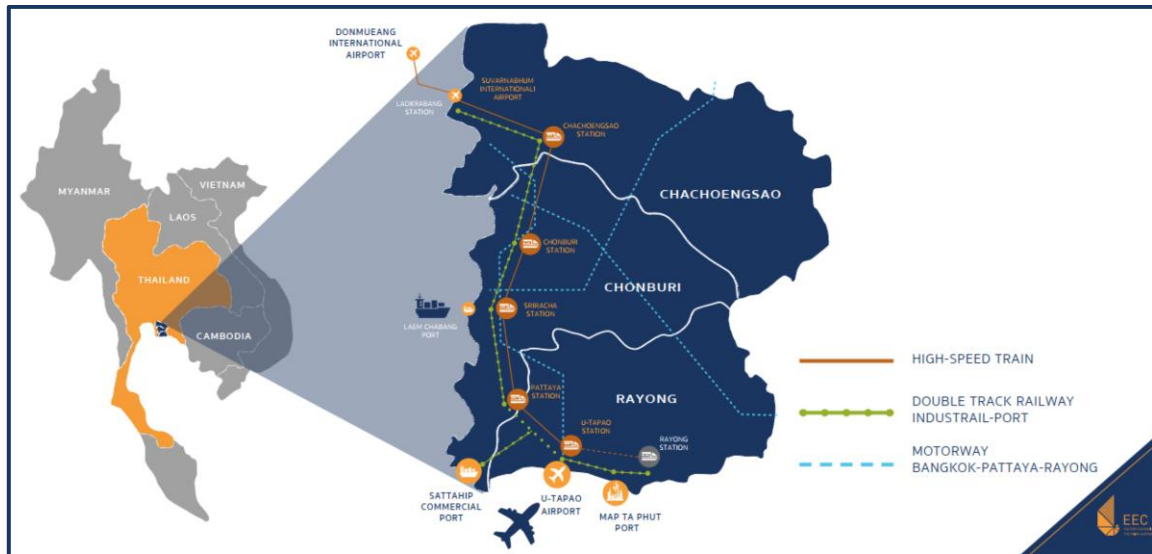 DONMUEANG
INTERNATIONAL
AIRPORT
SUVARNABHUM
INTERNATIONALI
AIRPORT
LADKRABANG
STATION
CHACHOENGSAO
STATION
MYANMAR
VIETNAM
LAOS
THAILAND
CAMBODIA
CHACHOENGSAO
CHONBURI
STATION
CHONBURI
SRIRACHA
STATION
LAEM CHABANG
PORT
HIGH-SPEED TRAIN
PATTAYA
STATION
RAYONG
DOUBLE TRACK RAILWAY
INDUSTRAIL-PORT
U-TAPAO
STATION
RAYONG
STATION
MOTORWAY
BANGKOK-PATTAYA-RAYONG
SATTAHIP
COMMERCIAL
PORT
U-TAPAO
AIRPORT
MAP TA PHUT
PORT
EEC